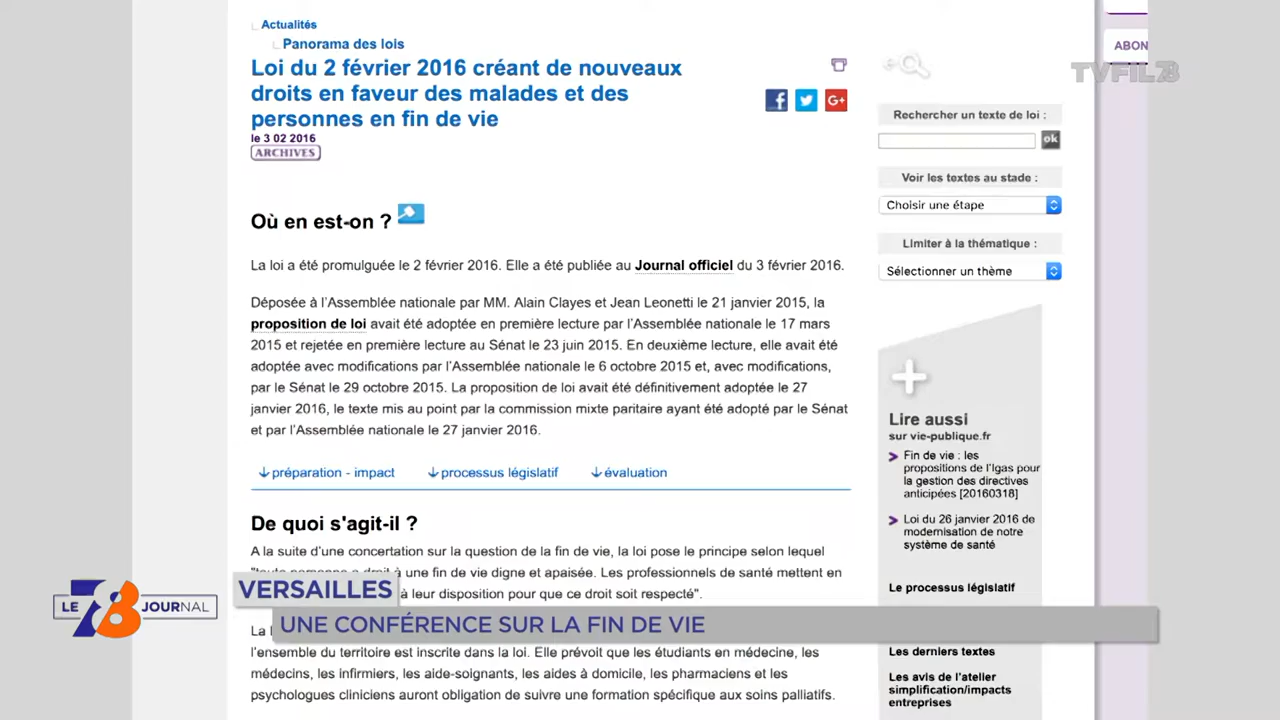 Actualités
Panorama des lois
Loi du 2 février 2016 créant de nouveaux
droits en faveur des malades et des
personnes en fin de vie
le 3 02 2016
ARCHIVES
Où en est-on ?
La loi a été promulguée le 2 février 2016. Elle a été publiée au Journal officiel du 3 février 2016.
Déposée à l'Assemblée nationale par MM. Alain Clayes et Jean Leonetti le 21 janvier 2015, la
proposition de loi avait été adoptée en première lecture par l'Assemblée nationale le 17 mars
2015 et rejetée en première lecture au Sénat le 23 juin 2015. En deuxième lecture, elle avait été
adoptée avec modifications par l'Assemblée nationale le 6 octobre 2015 et, avec modifications,
par le Sénat le 29 octobre 2015. La proposition de loi avait été définitivement adoptée le 27
janvier 2016, le texte mis au point par la commission mixte paritaire ayant été adopté par le Sénat
et par l'Assemblée nationale le 27 janvier 2016.
préparation - impact
processus législatif
évaluation
De quoi s'agit-il ?
A la suite d'une concertation sur la question de la fin de vie, la loi pose le principe selon lequel
"toute personne a droit à une fin de vie digne et apaisée. Les professionnels de santé mettent en
à leur disposition pour que ce droit soit respecté".
La
l'ensemble du territoire est inscrite dans la loi. Elle prévoit que les étudiants en médecine, les
médecins, les infirmiers, les aide-soignants, les aides à domicile, les pharmaciens et les
psychologues cliniciens auront obligation de suivre une formation spécifique aux soins palliatifs.
ABON
TVFIL78
Rechercher un texte de loi :
ok
Voir les textes au stade :
Choisir une étape
Limiter à la thématique :
Sélectionner un thème
Lire aussi
sur vie-publique.fr
Fin de vie : les
propositions de l'Igas pour
la gestion des directives
anticipées [20160318]
Loi du 26 janvier 2016 de
modernisation de notre
système de santé
Le processus législatif
Les derniers textes
Les avis de l'atelier
simplification/impacts
entreprises
LE 78 JOURNAL
VERSAILLES
UNE CONFÉRENCE SUR LA FIN DE VIE